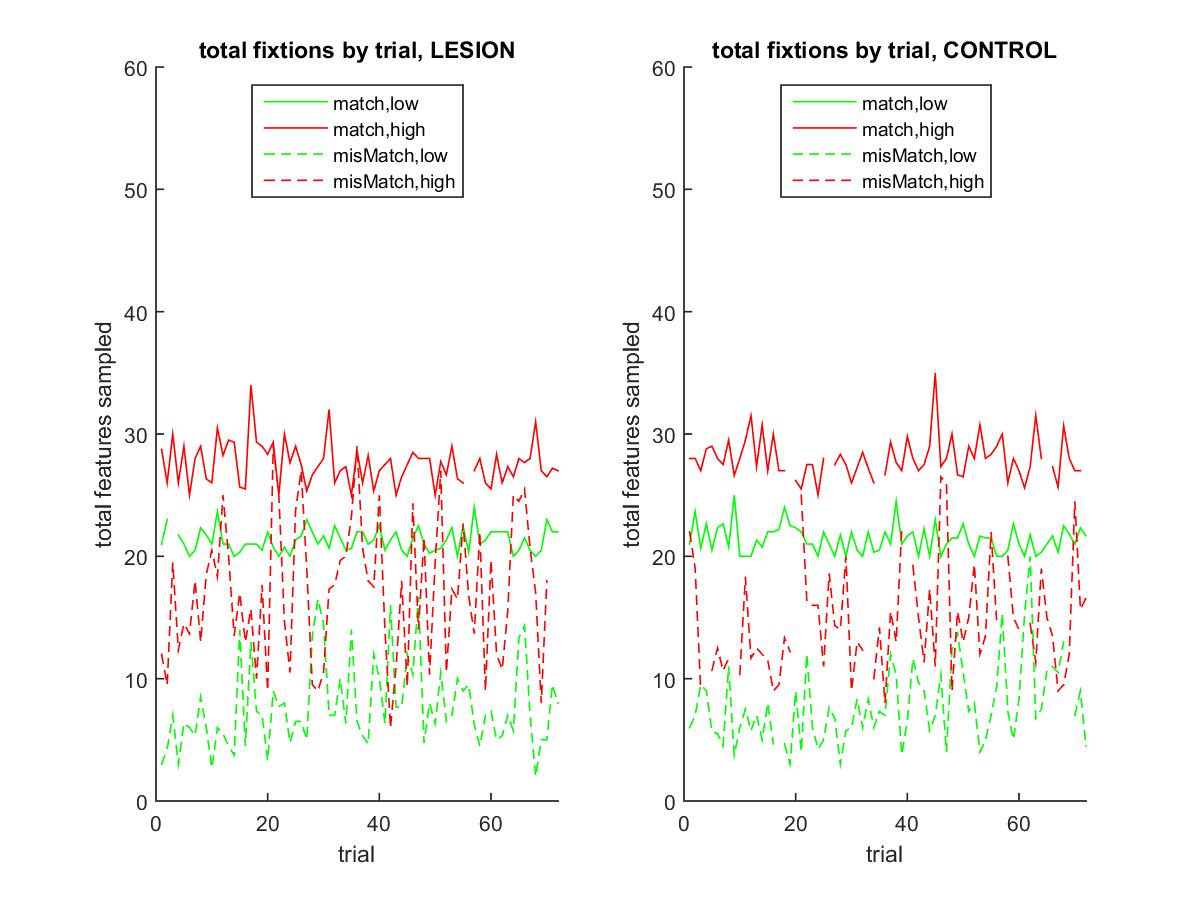 total fixtions by trial, LESION
60
50
40
30
20
10
0
0 20 40 60
total features sampled
trial
match,low
match,high
misMatch,low
misMatch,high
total fixtions by trial, CONTROL
60
50
40
30
20
10
0
0 20 40 60
total features sampled
trial
match,low
match,high
misMatch,low
misMatch,high